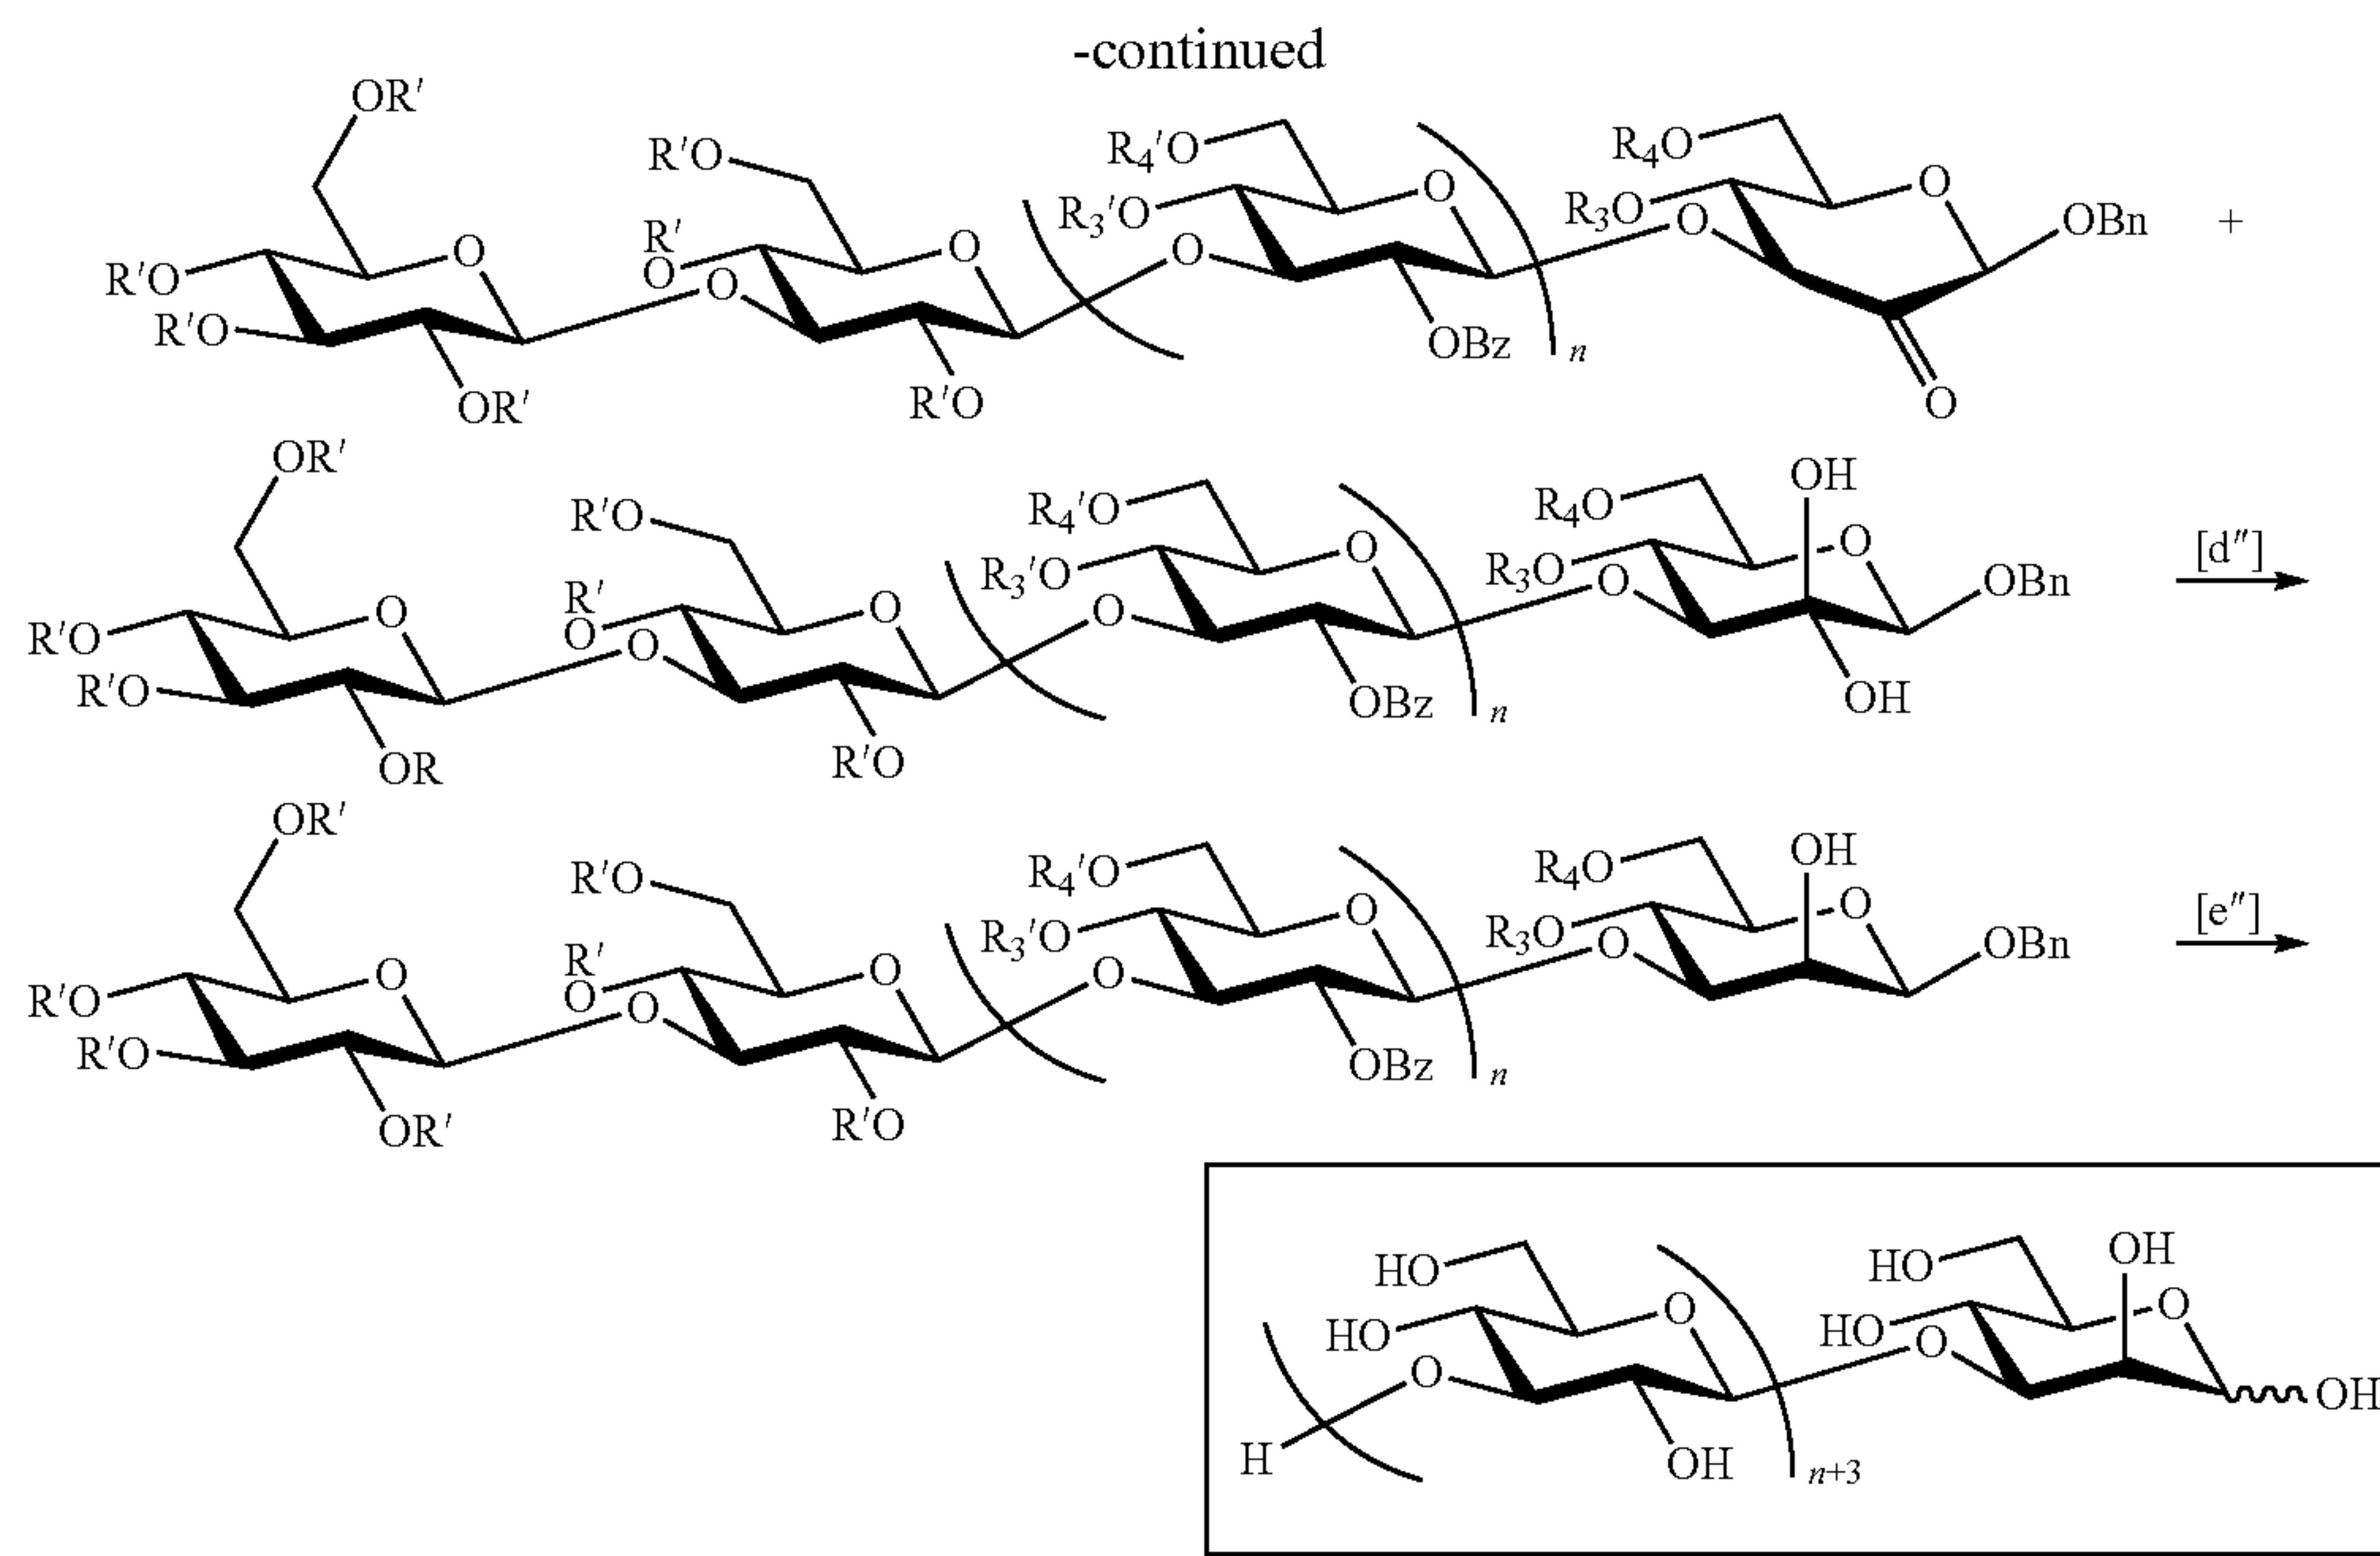 -continued
OR' R'O R₄'O R₄O
R'O O R' O O R₃'O O O R₃O O O OBn +
R'O OR' R'O OBz n O
OR' R'O R₄'O R₄O OH
R'O O R' O O R₃'O O O R₃O O O OBn [d″]
R'O OR R'O OBz n OH
OR' R'O R₄'O R₄O OH
R'O O R' O O R₃'O O O R₃O O O OBn [e″]
R'O OR' R'O OBz n
HO HO OH
HO O O HO O O OH
H OH n+3